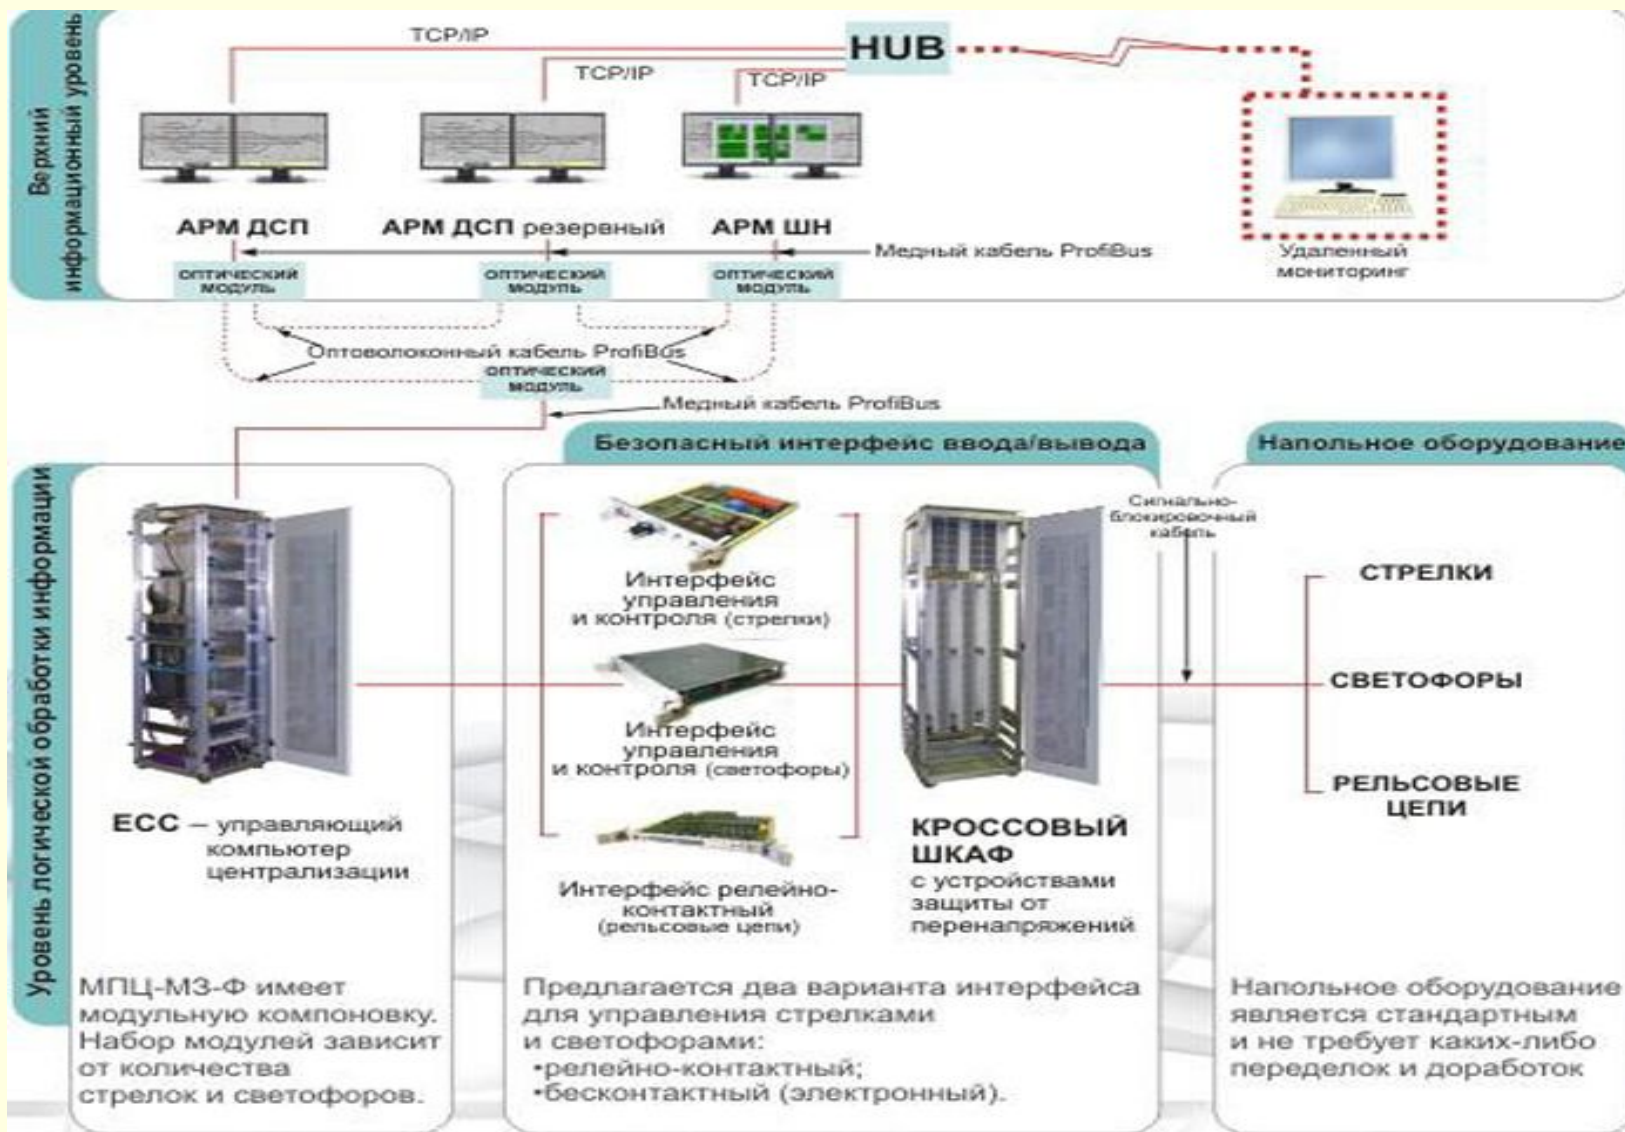 Верхний
информационный уровень
TCP/IP
HUB
TCP/IP
TCP/IP
АРМ ДСП
АРМ ДСП резервный
АРМ ШН
Медный кабель ProfiBus
Удаленный
мониторинг
ОПТИЧЕСКИЙ
МОДУЛЬ
ОПТИЧЕСКИЙ
МОДУЛЬ
ОПТИЧЕСКИЙ
МОДУЛЬ
Оптоволоконный кабель ProfiBus
ОПТИЧЕСКИЙ
МОДУЛЬ
Медный кабель ProfiBus
Уровень логической обработки информации
Безопасный интерфейс ввода/вывода
Напольное оборудование
ЕСС – управляющий
компьютер
централизации
МПЦ-МЗ-Ф имеет
модульную компоновку.
Набор модулей зависит
от количества
стрелок и светофоров.
Интерфейс
управления
и контроля (стрелки)
Интерфейс
управления
и контроля (светофоры)
Интерфейс релейно-
контактный
(рельсовые цепи)
КРОССОВЫЙ
ШКАФ
с устройствами
защиты от
перенапряжений
Предлагается два варианта интерфейса
для управления стрелками
и светофорами:
•релейно-контактный;
•бесконтактный (электронный).
Сигнально-
блокировочный
кабель
СТРЕЛКИ
СВЕТОФОРЫ
РЕЛЬСОВЫЕ
ЦЕПИ
Напольное оборудование
является стандартным
и не требует каких-либо
переделок и доработок